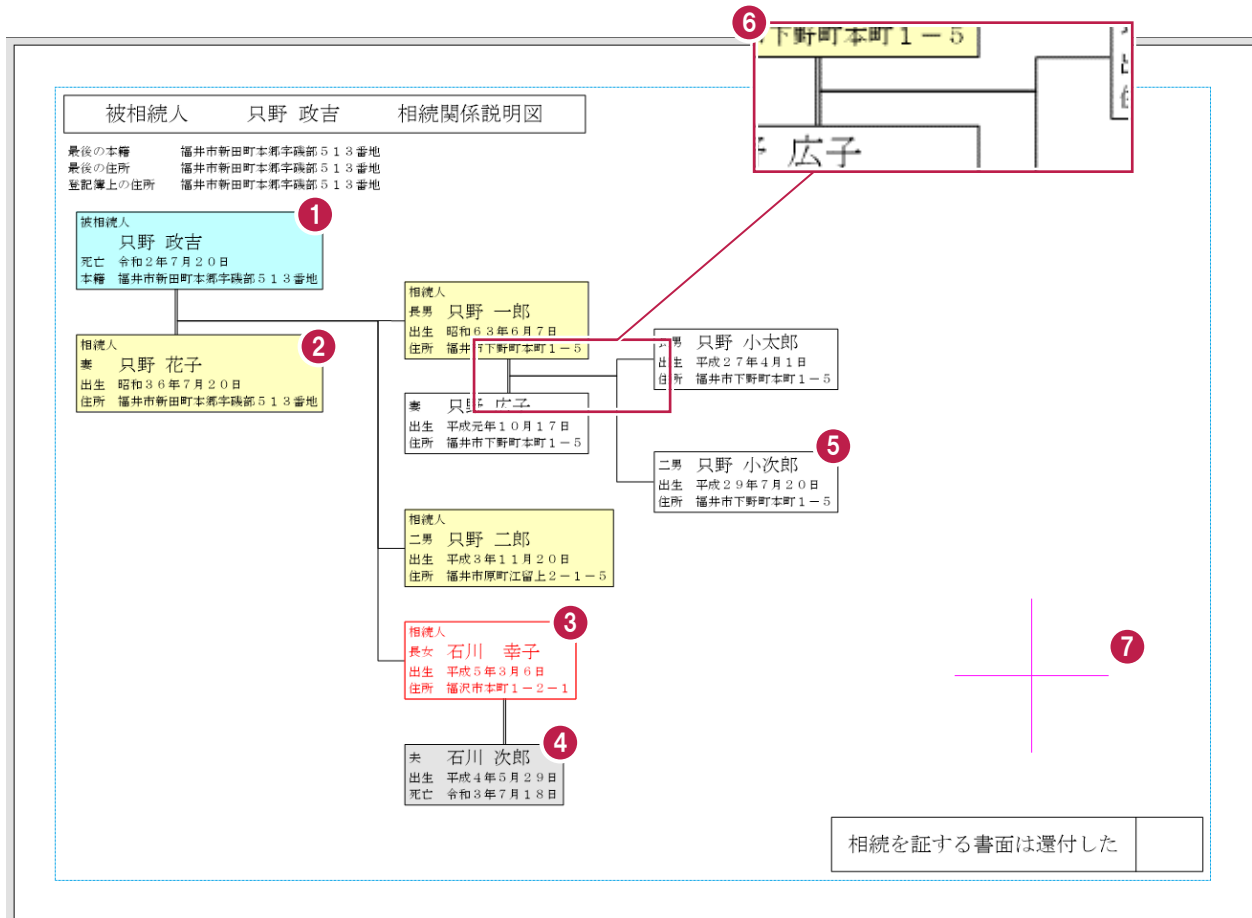 6
下野町本町１－５
広子
被相続人 只野 政吉 相続関係説明図
最後の本籍 福井市新田町本郷字磯部５１３番地
最後の住所 福井市新田町本郷字磯部５１３番地
登記簿上の住所 福井市新田町本郷字磯部５１３番地
1
被相続人
只野 政吉
死亡 令和2年７月２０日
本籍 福井市新田町本郷字磯部５１３番地
2
相続人
妻 只野 花子
出生 昭和３６年７月２０日
住所 福井市新田町本郷字磯部５１３番地
相続人
長男 只野 一郎
出生 昭和６３年６月７日
住所 福井市下野町本町１－５
妻 只野 広子
出生 平成元年１０月１７日
住所 福井市下野町本町１－５
男 只野 小太郎
出生 平成２７年４月１日
住所 福井市下野町本町１－５
5
二男 只野 小次郎
出生 平成２９年７月２０日
住所 福井市下野町本町１－５
相続人
二男 只野 二郎
出生 平成３年１１月２０日
住所 福井市原町江留上２－１－５
3
相続人
長女 石川 幸子
出生 平成５年３月６日
住所 福沢市本町１－２－１
4
夫 石川 次郎
出生 平成４年５月２９日
死亡 令和３年７月１８日
7
相続を証する書面は還付した